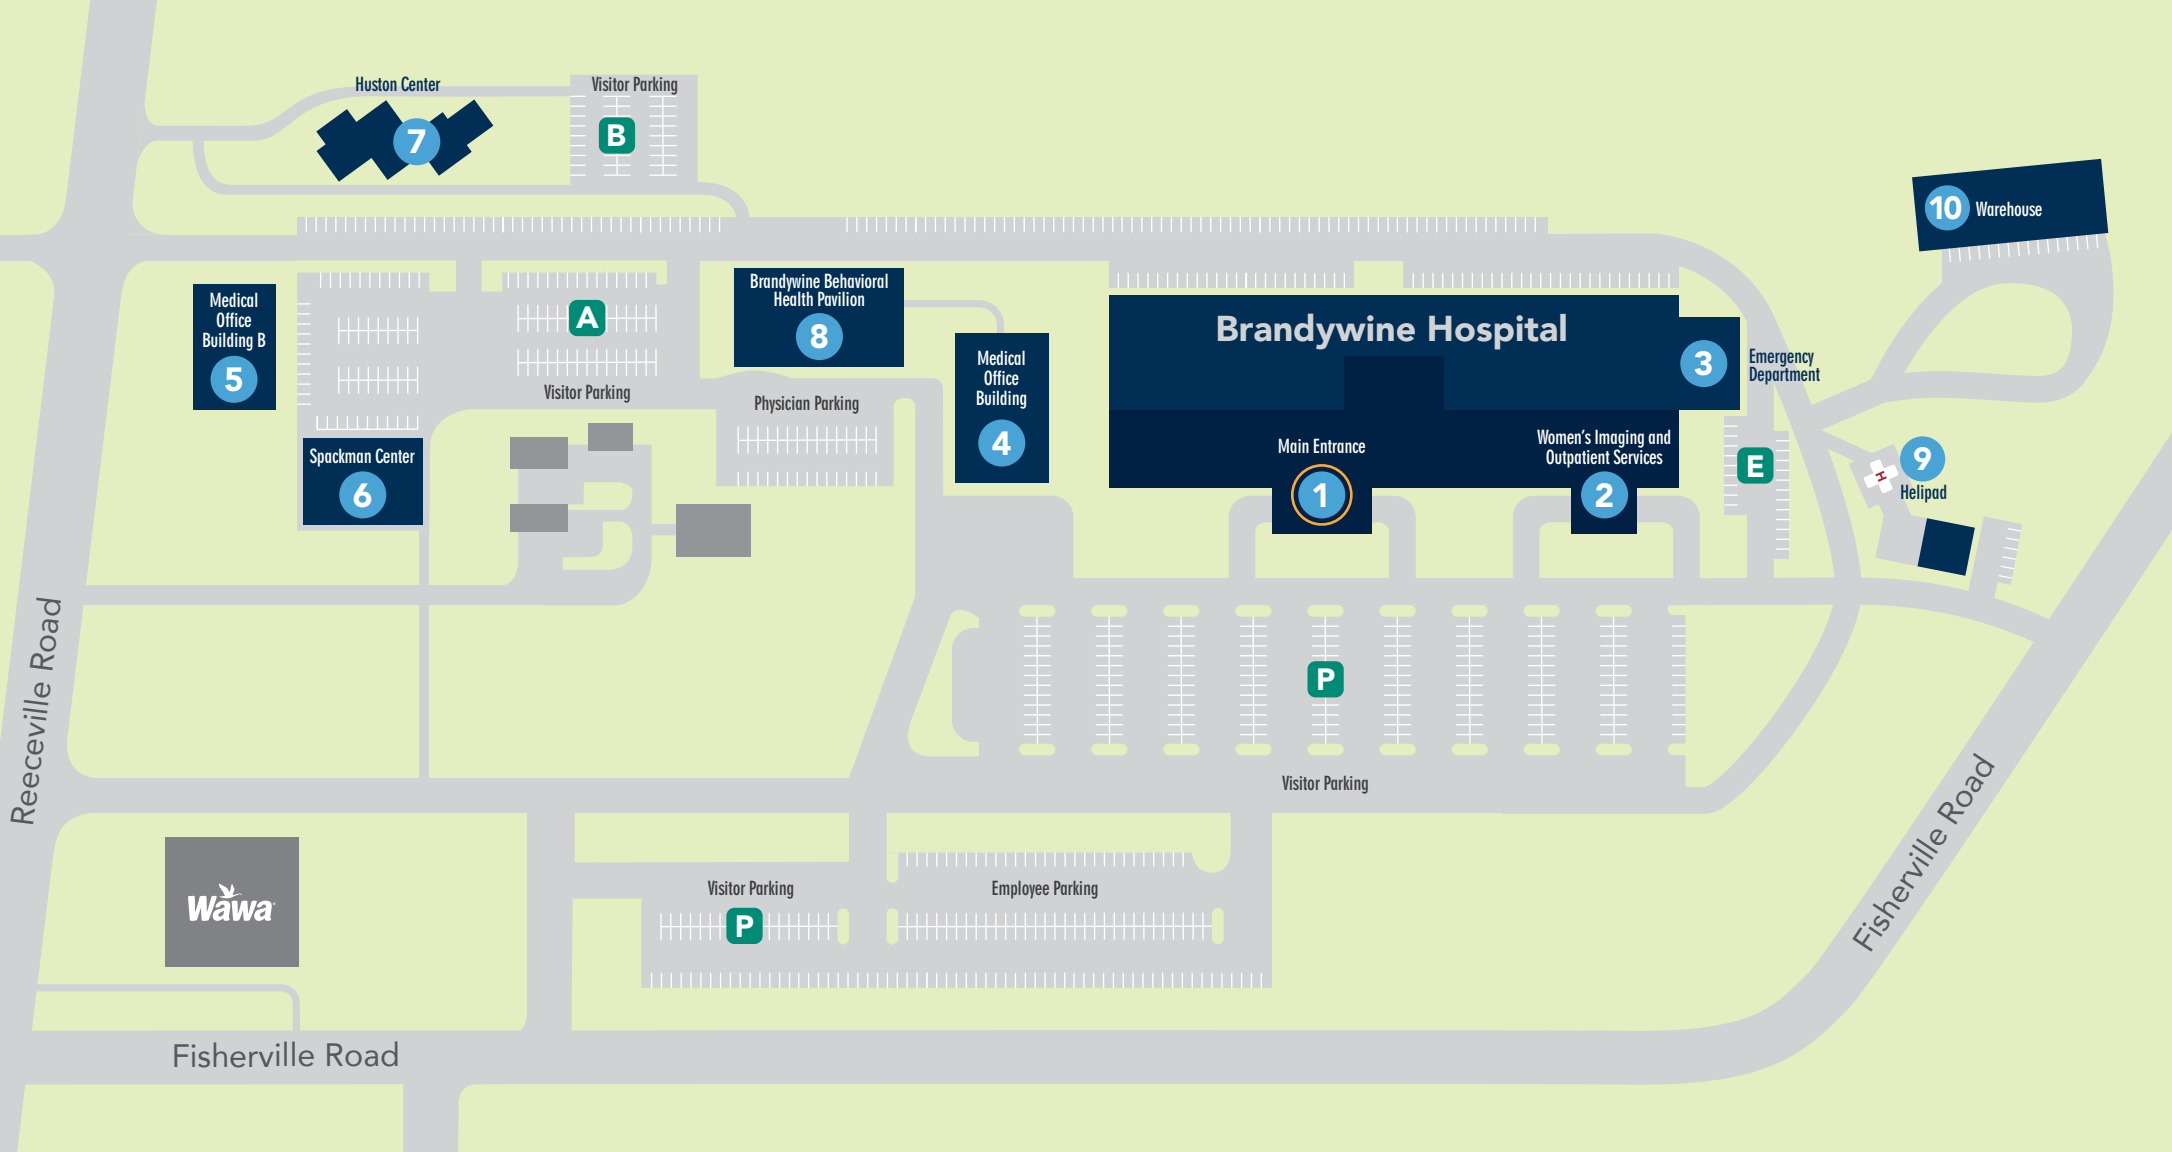 Huston Center
7
Visitor Parking
B
10
Warehouse
Medical
Office
Building B
5
A
Visitor Parking
Brandywine Behavioral
Health Pavilion
8
Physician Parking
Medical
Office
Building
4
Brandywine Hospital
3
Emergency
Department
Main Entrance
1
Women's Imaging and
Outpatient Services
2
E
9
H
Helipad
Spackman Center
6
Reeceville Road
P
Visitor Parking
Fisherville Road
Wawa
Visitor Parking
P
Employee Parking
Fisherville Road